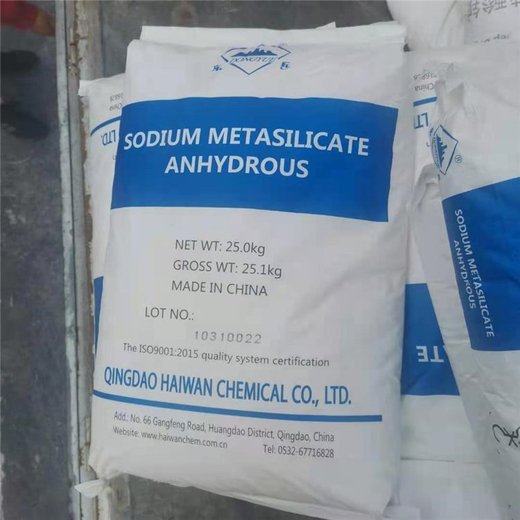 DONGYUE
SODIUM METASILICATE
ANHYDROUS
NET WT: 25.0kg
GROSS WT: 25.1kg
MADE IN CHINA
LOT NO.:
10310022
The ISO9001:2015 quality system certification
QINGDAO HAIWAN CHEMICAL CO., LTD.
Add.: No. 66 Gangfeng Road, Huangdao District, Qingdao, China
Website: www.haiwanchem.com.cn
Tel: 0532-67716828
LTD.
SODIUM METASILICATE
ANHYDROUS